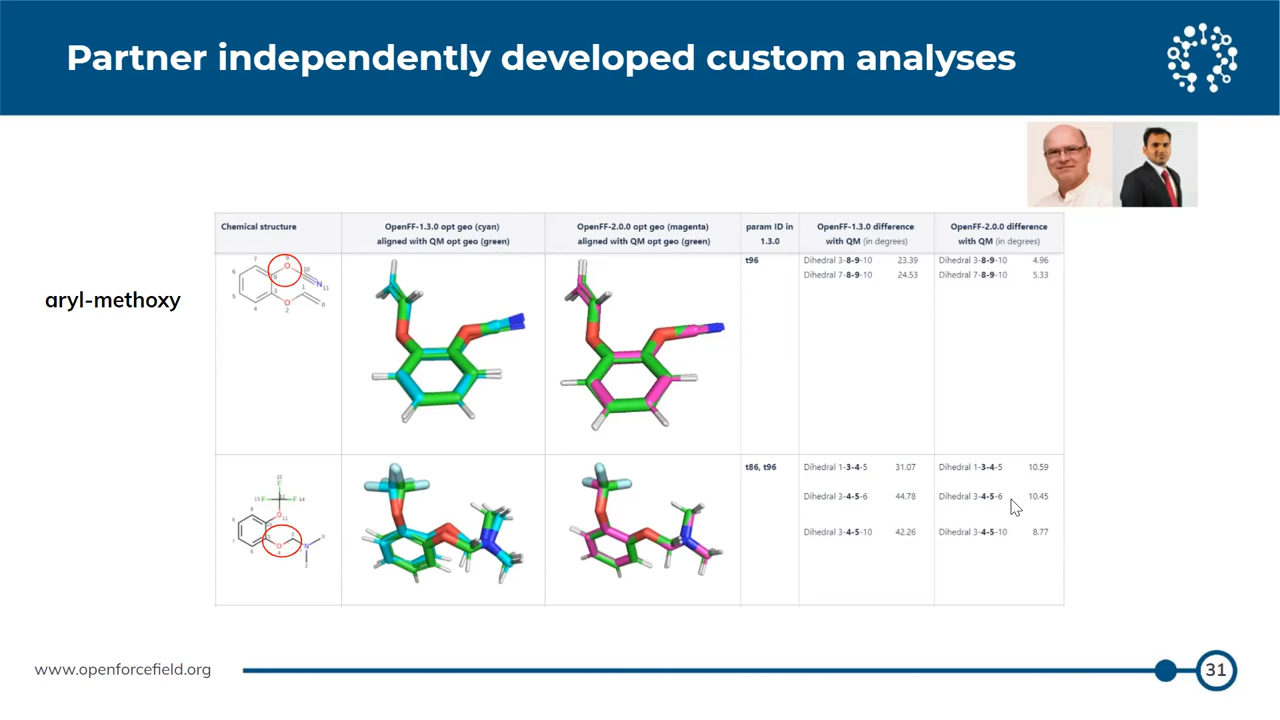 Partner independently developed custom analyses
Chemical structure
OpenFF-1.3.0 opt geo (cyan)
aligned with QM opt geo (green)
OpenFF-2.0.0 opt geo (magenta)
aligned with QM opt geo (green)
param ID in
1.3.0
OpenFF-1.3.0 difference
with QM (in degrees)
OpenFF-2.0.0 difference
with QM (in degrees)
aryl-methoxy
t96
Dihedral 3-8-9-10 23.39
Dihedral 7-8-9-10 24.53
Dihedral 3-8-9-10 4.96
Dihedral 7-8-9-10 5.33
t86, t96
Dihedral 1-3-4-5 31.07
Dihedral 3-4-5-6 44.78
Dihedral 3-4-5-10 42.26
Dihedral 1-3-4-5 10.59
Dihedral 3-4-5-6 10.45
Dihedral 3-4-5-10 8.77
www.openforcefield.org
31